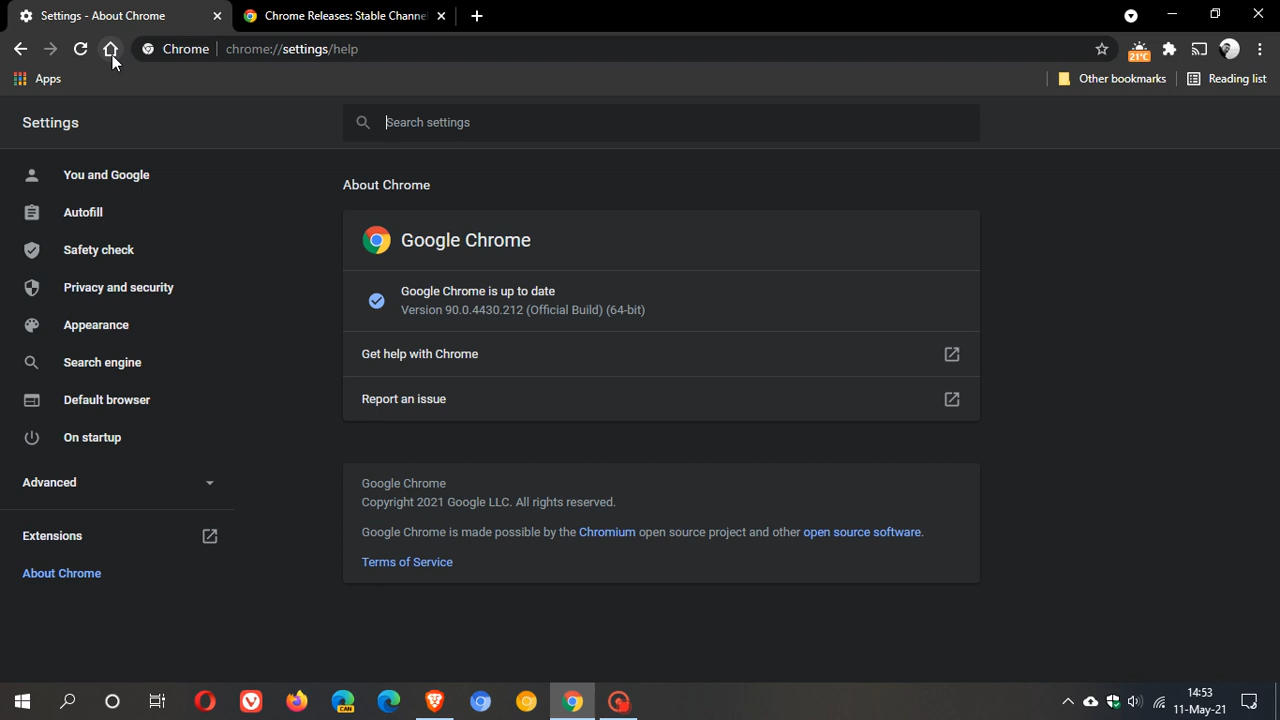 Settings - About Chrome
Chrome Releases: Stable Channel
Chrome chrome://settings/help
21°C
Apps
Other bookmarks
Reading list
Settings
Search settings
You and Google
Autofill
Safety check
Privacy and security
Appearance
Search engine
Default browser
On startup
Advanced
Extensions
About Chrome
About Chrome
Google Chrome
Google Chrome is up to date
Version 90.0.4430.212 (Official Build) (64-bit)
Get help with Chrome
Report an issue
Google Chrome
Copyright 2021 Google LLC. All rights reserved.
Google Chrome is made possible by the Chromium open source project and other open source software.
Terms of Service
CAN
14:53
11-May-21